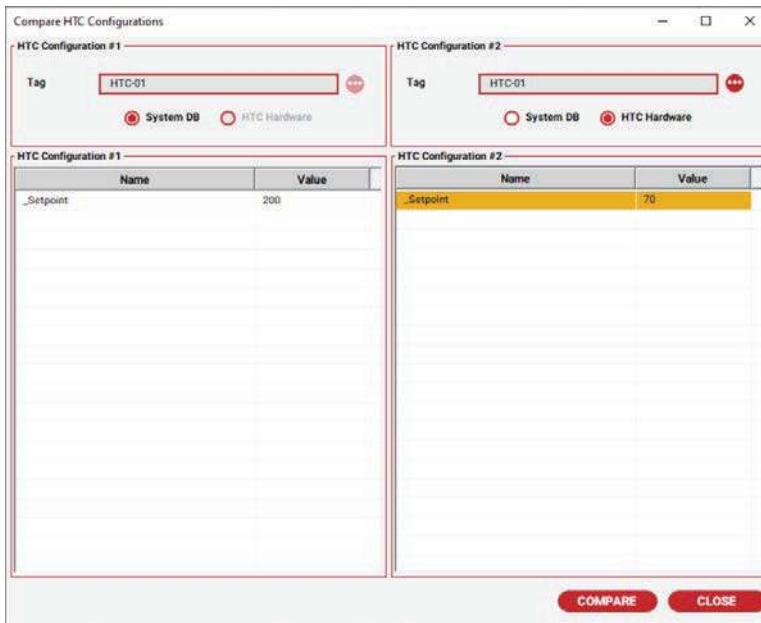 Compare HTC Configurations
HTC Configuration #1
Tag
HTC-01
System DB
HTC Hardware
HTC Configuration #2
Tag
HTC-01
System DB
HTC Hardware
HTC Configuration #1
Name Value
_Setpoint 200
HTC Configuration #2
Name Value
_Setpoint 70
COMPARE
CLOSE